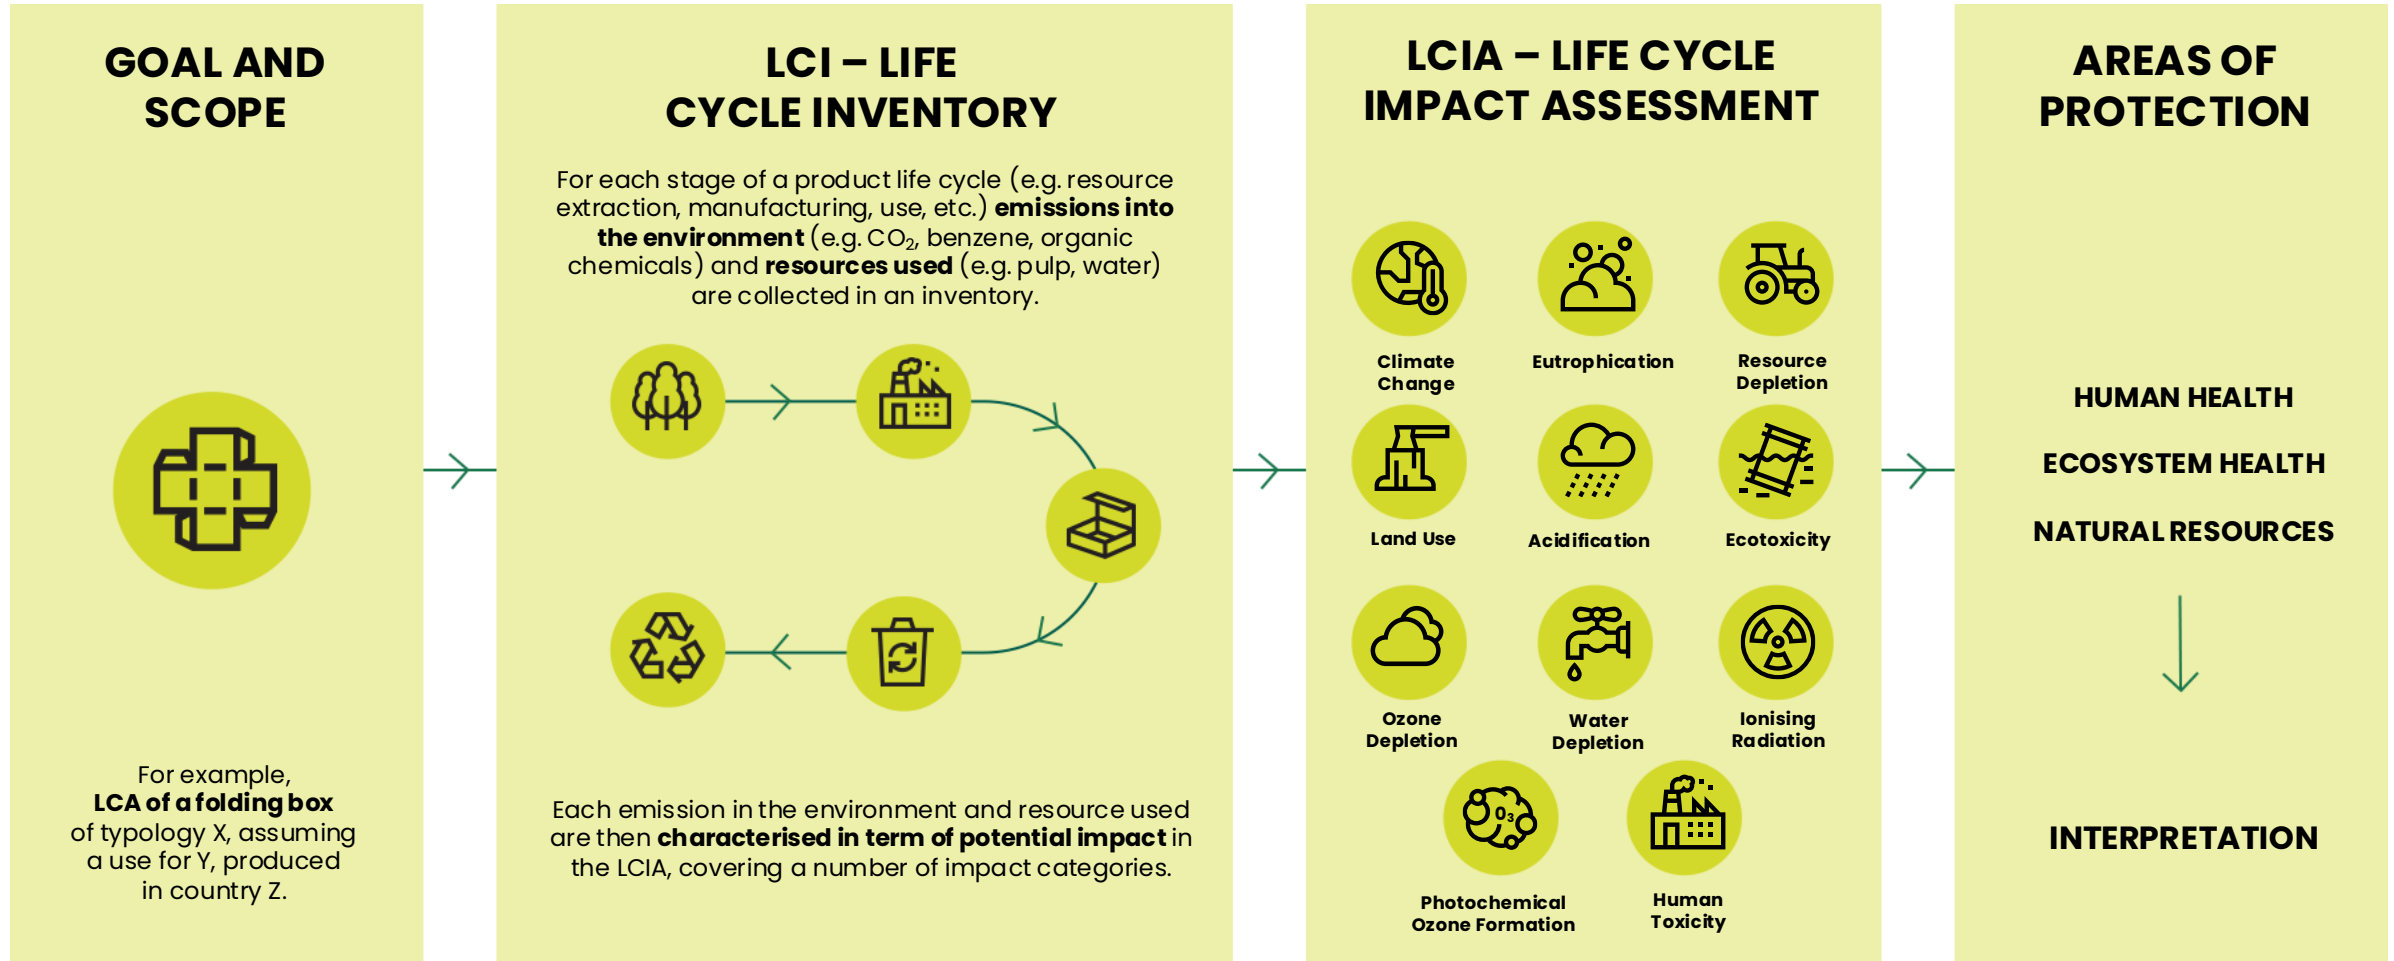 GOAL AND
SCOPE
For example,
LCA of a folding box
of typology X, assuming
a use for Y, produced
in country Z.
LCI – LIFE
CYCLE INVENTORY
For each stage of a product life cycle (e.g. resource
extraction, manufacturing, use, etc.) emissions into
the environment (e.g. CO₂, benzene, organic
chemicals) and resources used (e.g. pulp, water)
are collected in an inventory.
Each emission in the environment and resource used
are then characterised in term of potential impact in
the LCIA, covering a number of impact categories.
LCIA – LIFE CYCLE
IMPACT ASSESSMENT
Climate
Change
Eutrophication
Resource
Depletion
Land Use
Acidification
Ecotoxicity
Ozone
Depletion
Water
Depletion
Ionising
Radiation
O₃
Photochemical
Ozone Formation
Human
Toxicity
AREAS OF
PROTECTION
HUMAN HEALTH
ECOSYSTEM HEALTH
NATURAL RESOURCES
INTERPRETATION